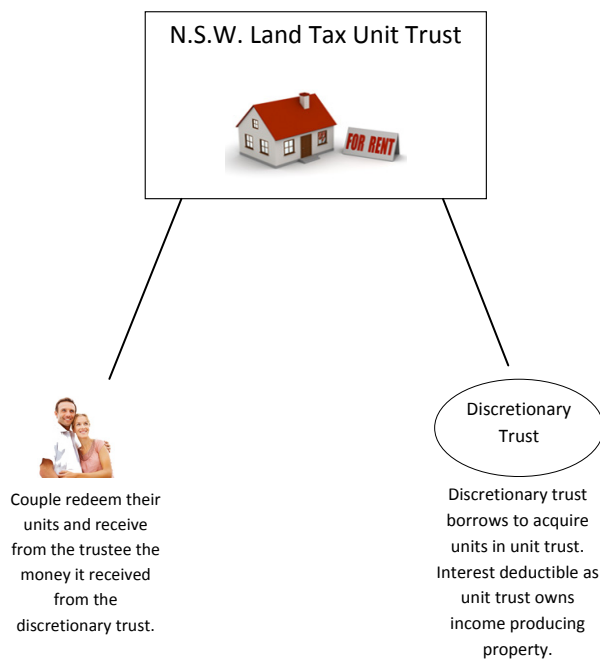 N.S.W. Land Tax Unit Trust
FOR RENT
Discretionary
Trust
Couple redeem their
units and receive
from the trustee the
money it received
from the
discretionary trust.
Discretionary trust
borrows to acquire
units in unit trust.
Interest deductible as
unit trust owns
income producing
property.